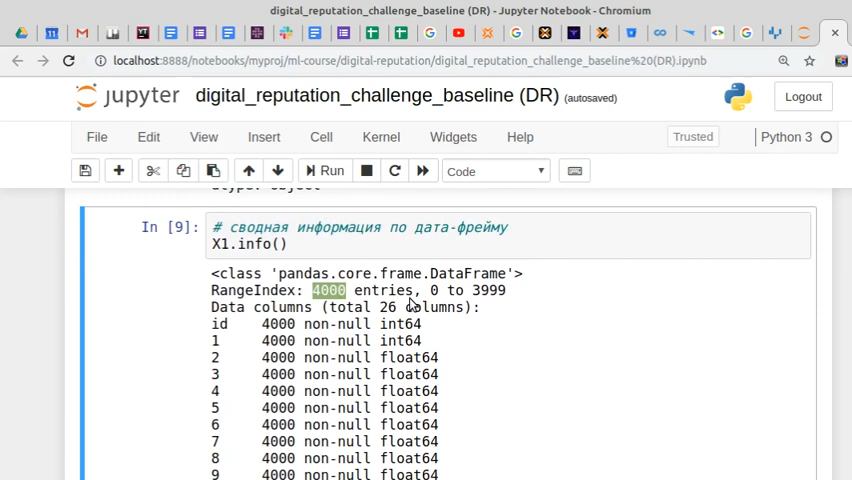 digital_reputation_challenge_baseline (DR) - Jupyter Notebook - Chromium
localhost:8888/notebooks/myproj/ml-course/digital-reputation/digital_reputation_challenge_baseline%20(DR).ipynb
jupyter digital_reputation_challenge_baseline (DR) (autosaved) Logout
File Edit View Insert Cell Kernel Widgets Help Trusted Python 3
Run Code
dtype: object
In [9]: # сводная информация по дата-фрейму
X1.info()
<class 'pandas.core.frame.DataFrame'>
RangeIndex: 4000 entries, 0 to 3999
Data columns (total 26 columns):
id 4000 non-null int64
1 4000 non-null int64
2 4000 non-null float64
3 4000 non-null float64
4 4000 non-null float64
5 4000 non-null float64
6 4000 non-null float64
7 4000 non-null float64
8 4000 non-null float64
9 4000 non-null float64